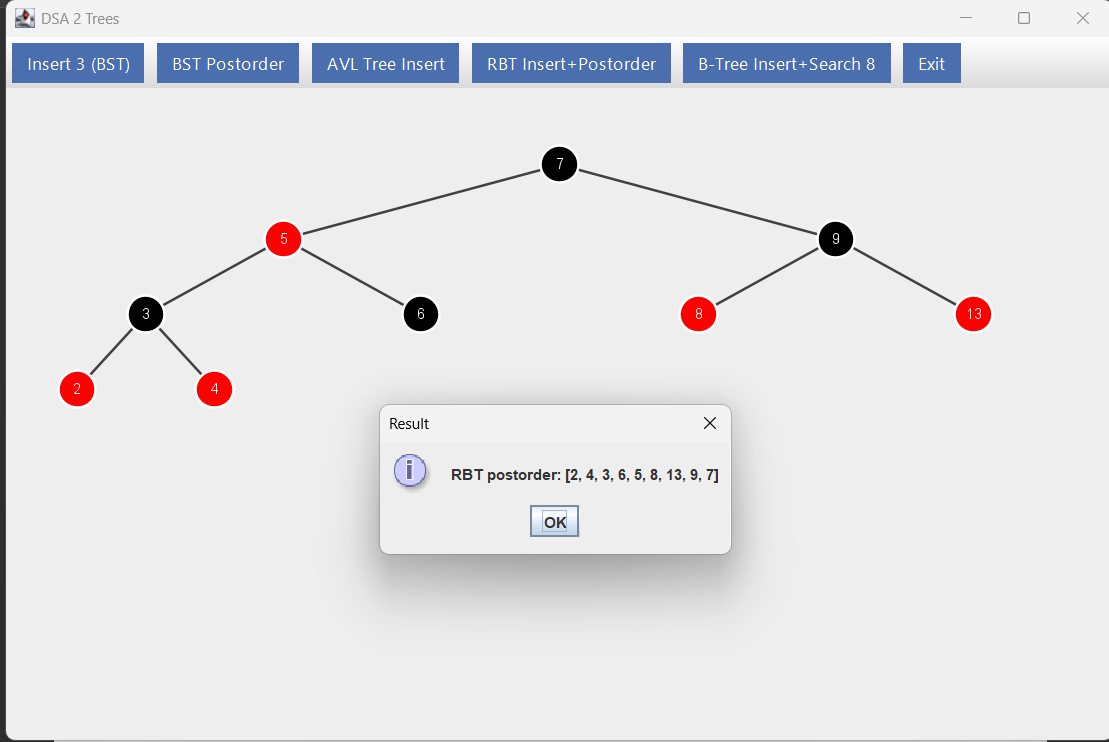 DSA 2 Trees
Insert 3 (BST) BST Postorder AVL Tree Insert RBT Insert+Postorder B-Tree Insert+Search 8 Exit
7
5 9
3 6 8 13
2 4
Result
i
RBT postorder: [2, 4, 3, 6, 5, 8, 13, 9, 7]
OK